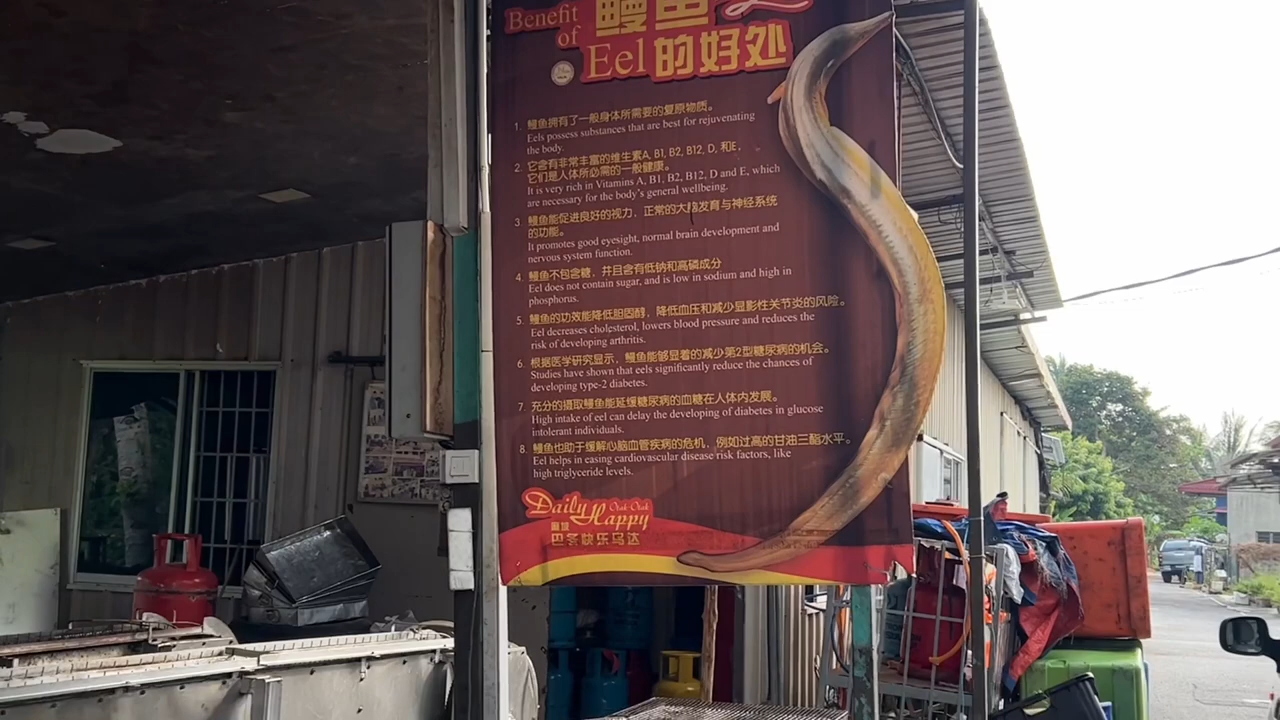 Benefit
of
鳗鱼
Eel的好处
1. 鳗鱼拥有了一般身体所需要的复原物质。
Eels possess substances that are best for rejuvenating
the body.
2. 它含有非常丰富的维生素A, B1, B2, B12, D, 和E,
它们是人体所必需的一般健康。
It is very rich in Vitamins A, B1, B2, B12, D and E, which
are necessary for the body's general wellbeing.
3 鳗鱼能促进良好的视力，正常的大脑发育与神经系统
的功能。
It promotes good eyesight, normal brain development and
nervous system function.
4 鳗鱼不包含糖，并且含有低钠和高磷成分
Eel does not contain sugar, and is low in sodium and high in
phosphorus.
5. 鳗鱼的功效能降低胆固醇，降低血压和减少显影性关节炎的风险。
Eel decreases cholesterol, lowers blood pressure and reduces the
risk of developing arthritis.
6. 根据医学研究显示，鳗鱼能够显着的减少第2型糖尿病的机会。
Studies have shown that eels significantly reduce the chances of
developing type-2 diabetes.
7. 充分的摄取鳗鱼能延缓糖尿病的血糖在人体内发展。
High intake of eel can delay the developing of diabetes in glucose
intolerant individuals.
8. 鳗鱼也助于缓解心脑血管疾病的危机，例如过高的甘油三酯水平。
Eel helps in easing cardiovascular disease risk factors, like
high triglyceride levels.
Daily Happy
Otak-Otak
麻坡
巴冬快乐乌达